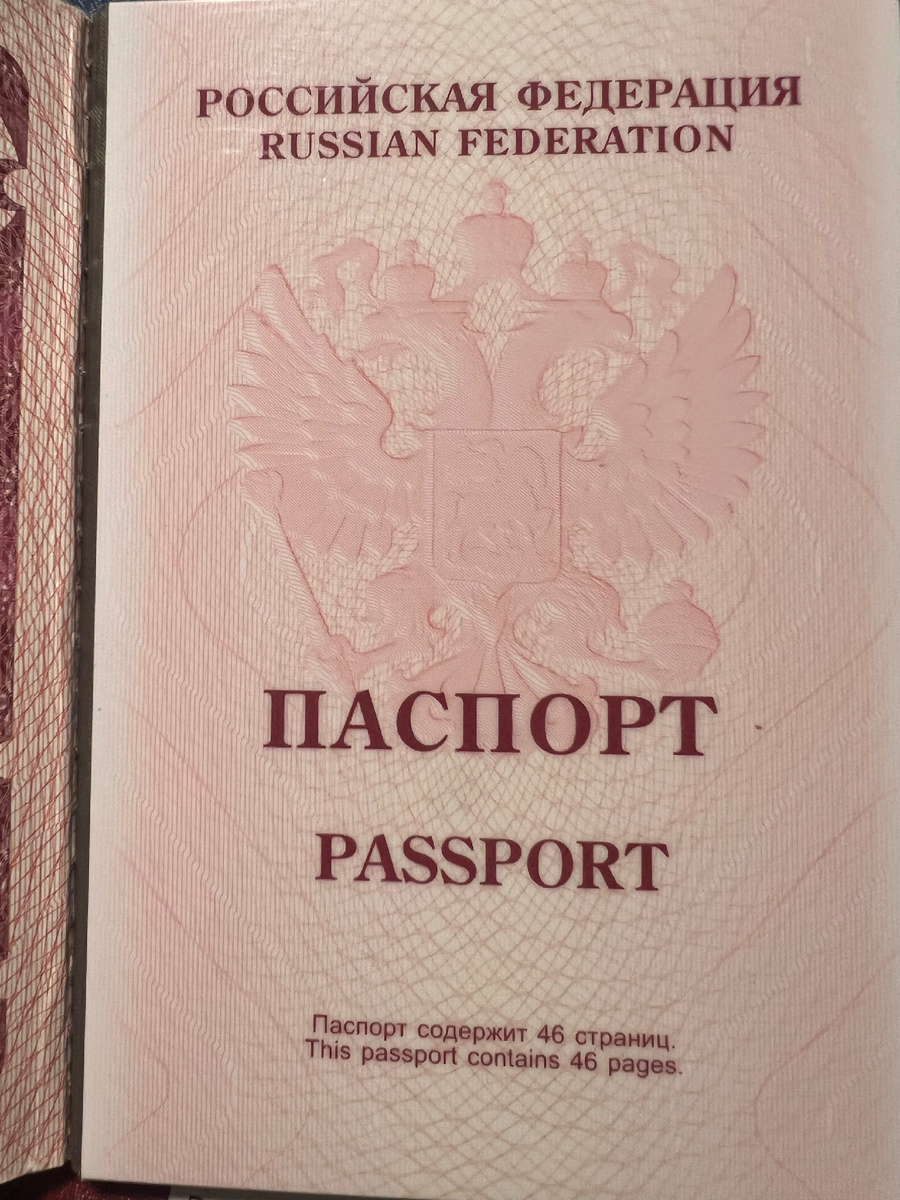 РОССИЙСКАЯ ФЕДЕРАЦИЯ
RUSSIAN FEDERATION
ПАСПОРТ
PASSPORT
Паспорт содержит 46 страниц.
This passport contains 46 pages.